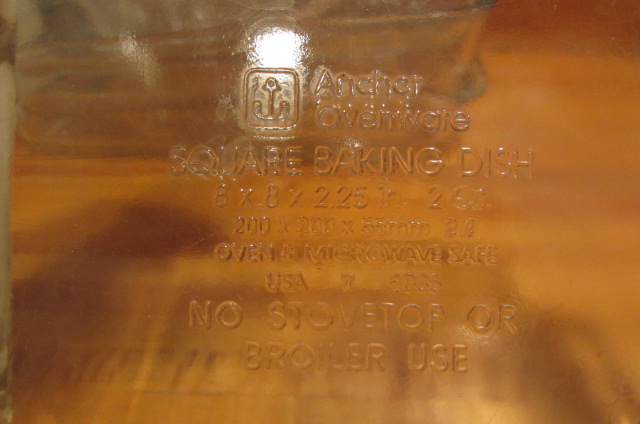 Anchor
Ovenware
SQUARE BAKING DISH
8 x 8 x 2.25 in. 2 Qt.
200 x 200 x 55mm 2 ℓ
OVEN & MICROWAVE SAFE
USA 7
NO STOVETOP OR
BROILER USE